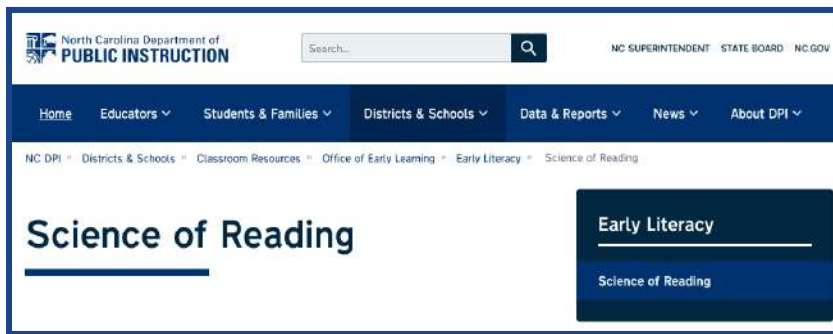 North Carolina Department of
PUBLIC INSTRUCTION
Search...
NC SUPERINTENDENT STATE BOARD NC.GOV
Home Educators Students & Families Districts & Schools Data & Reports News About DPI
NC DPI » Districts & Schools » Classroom Resources » Office of Early Learning » Early Literacy » Science of Reading
Science of Reading
Early Literacy
Science of Reading